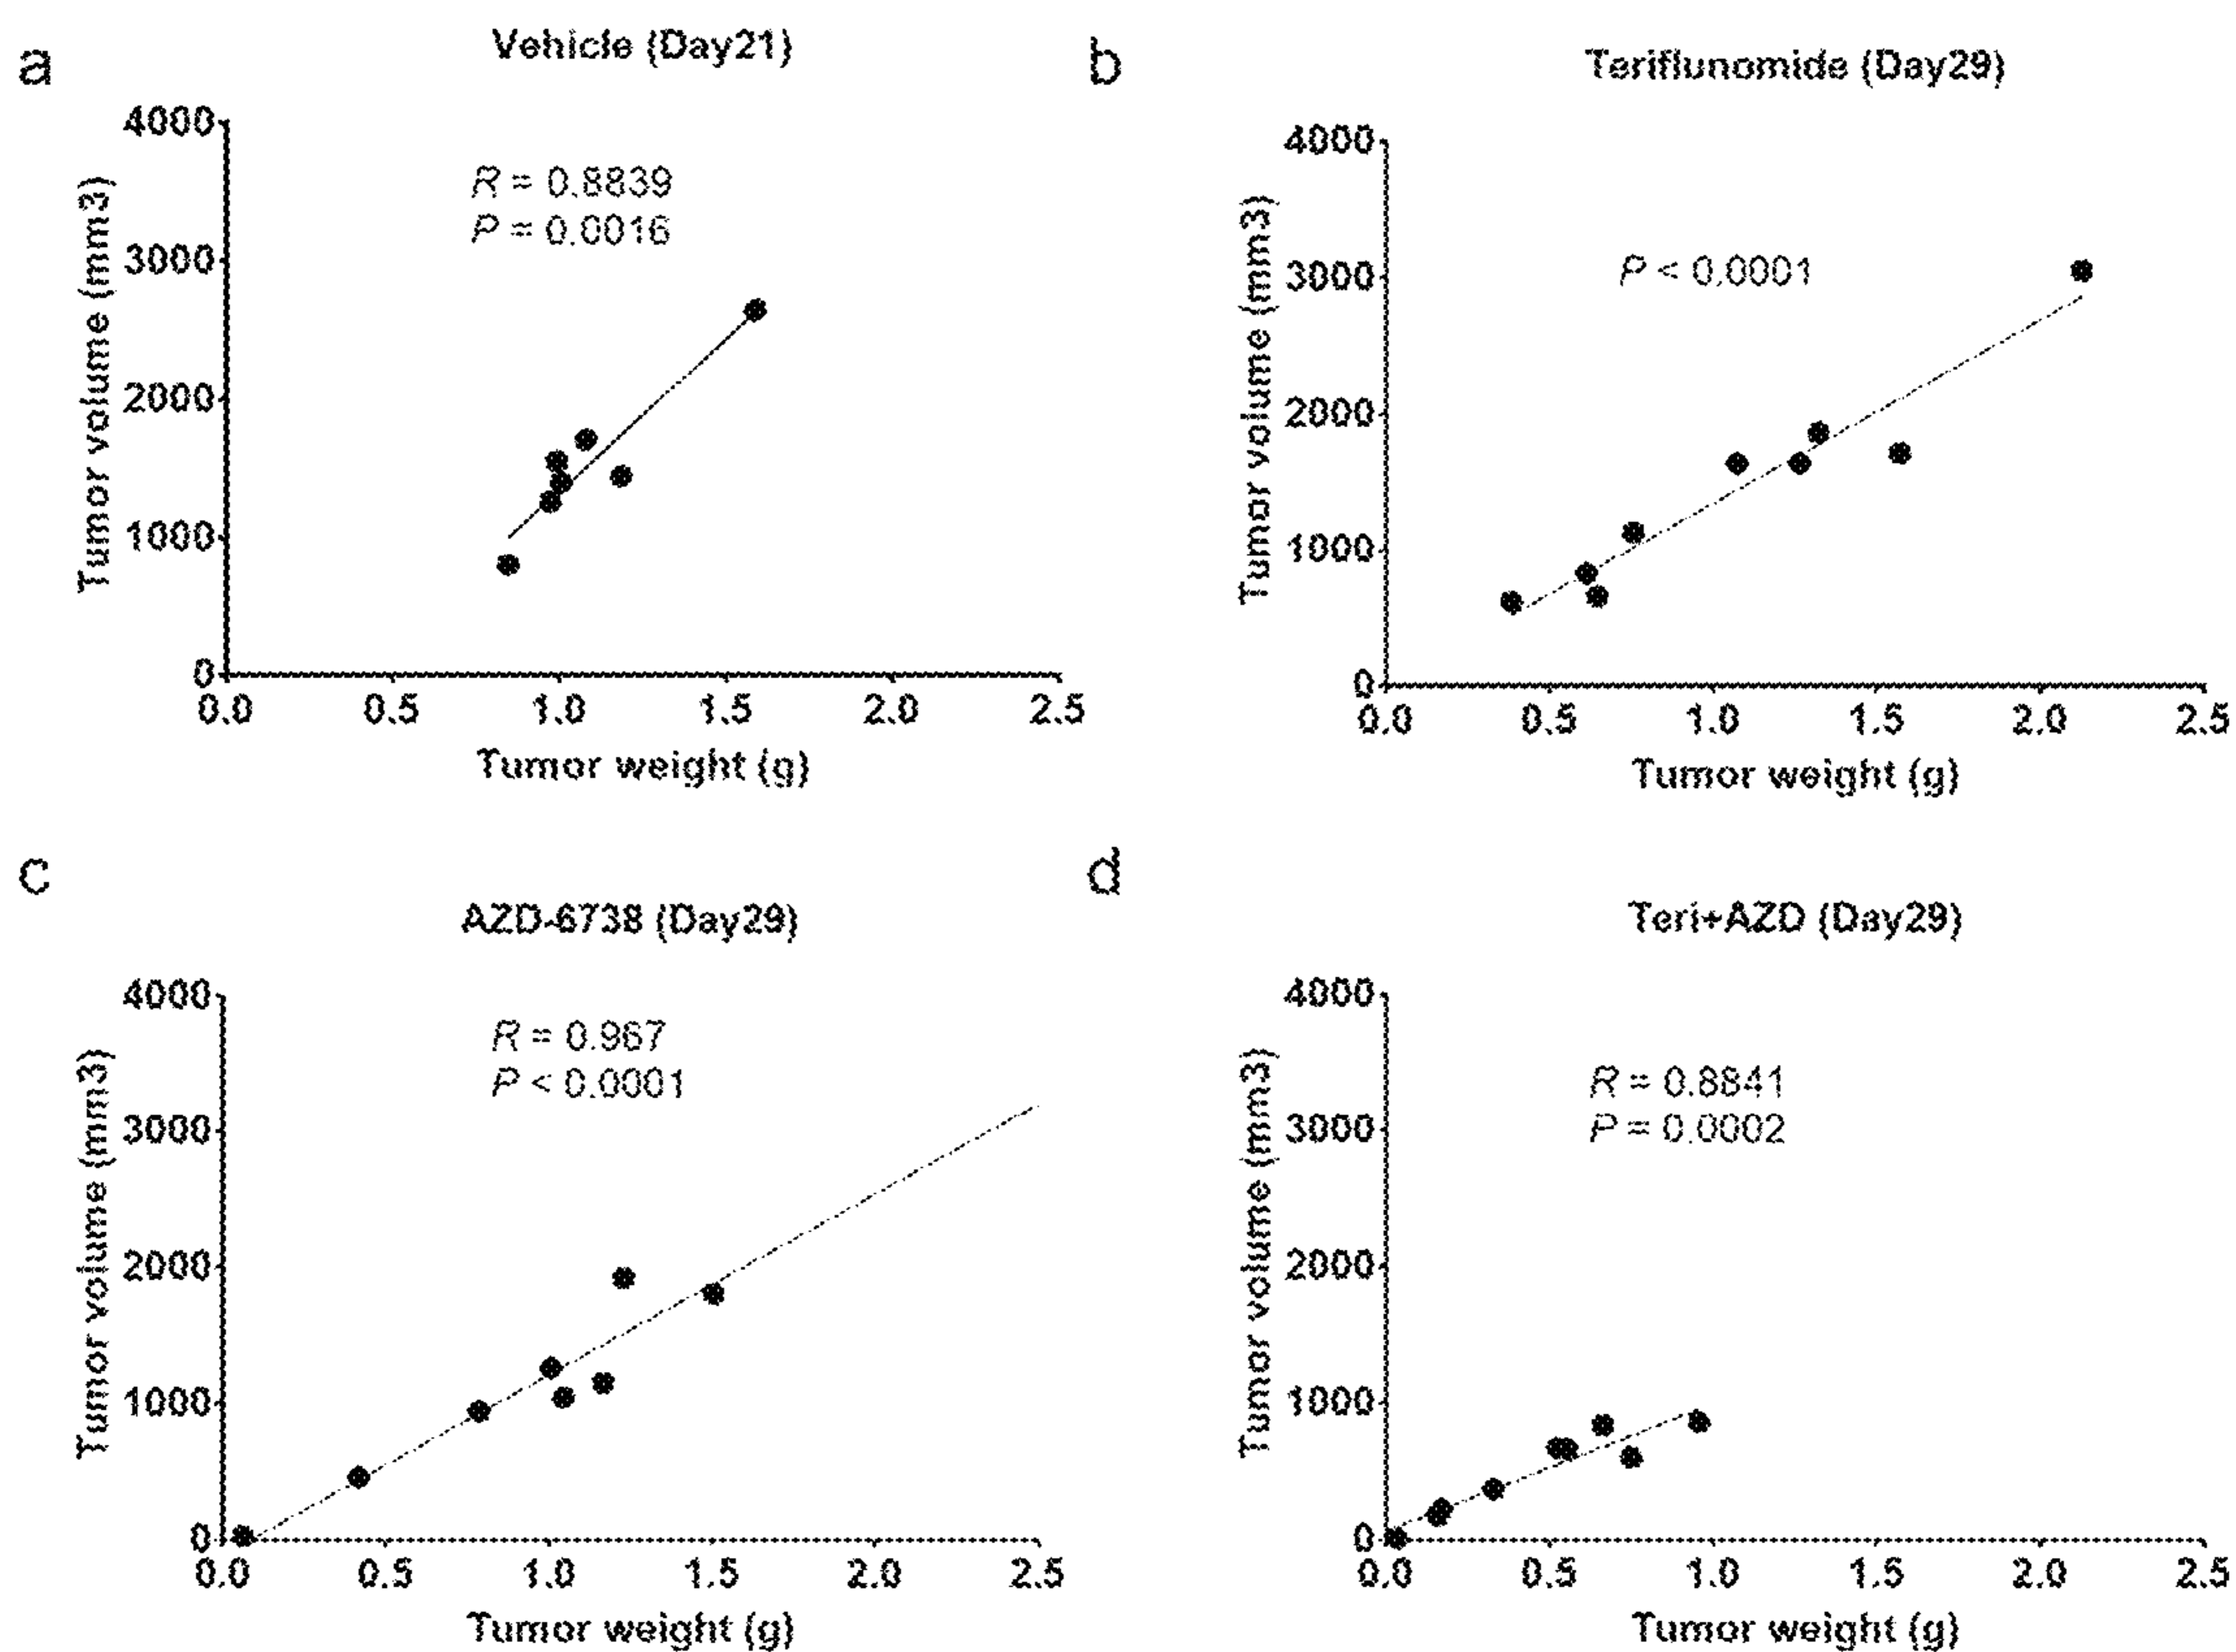 a
Vehicle (Day21)
4000
3000
2000
1000
0
R = 0.8839
P = 0.0016
Tumor volume (mm3)
0.0 0.5 1.0 1.5 2.0 2.5
Tumor weight (g)
b
Teriflunomide (Day29)
4000
3000
2000
1000
0
P < 0.0001
Tumor volume (mm3)
0.0 0.5 1.0 1.5 2.0 2.5
Tumor weight (g)
c
AZD-6738 (Day29)
4000
3000
2000
1000
0
R = 0.967
P < 0.0001
Tumor volume (mm3)
0.0 0.5 1.0 1.5 2.0 2.5
Tumor weight (g)
d
Teri+AZD (Day29)
4000
3000
2000
1000
0
R = 0.8841
P = 0.0002
Tumor volume (mm3)
0.0 0.5 1.0 1.5 2.0 2.5
Tumor weight (g)